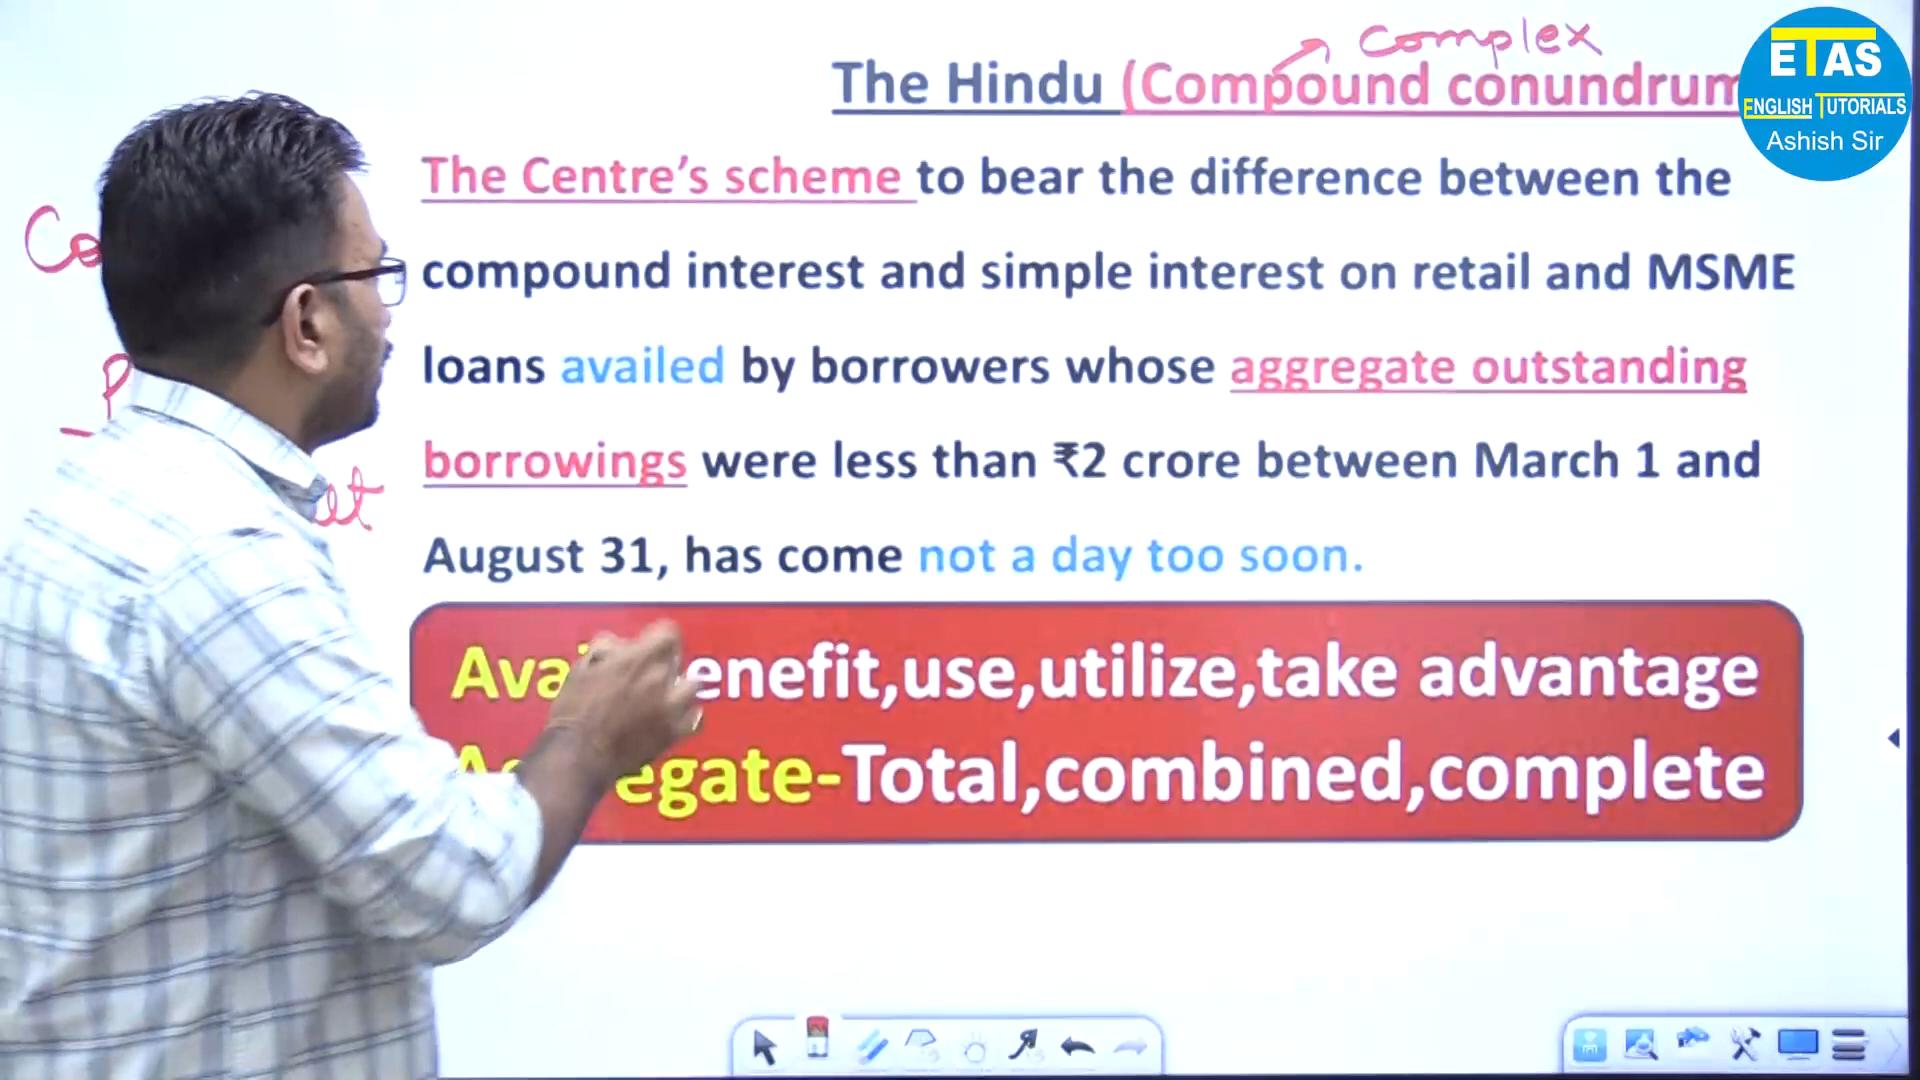 complex
The Hindu (Compound conundrum
ETAS
ENGLISH TUTORIALS
Ashish Sir
The Centre's scheme to bear the difference between the
compound interest and simple interest on retail and MSME
loans availed by borrowers whose aggregate outstanding
borrowings were less than ₹2 crore between March 1 and
August 31, has come not a day too soon.
benefit,use,utilize,take advantage
Aggregate-Total,combined,complete